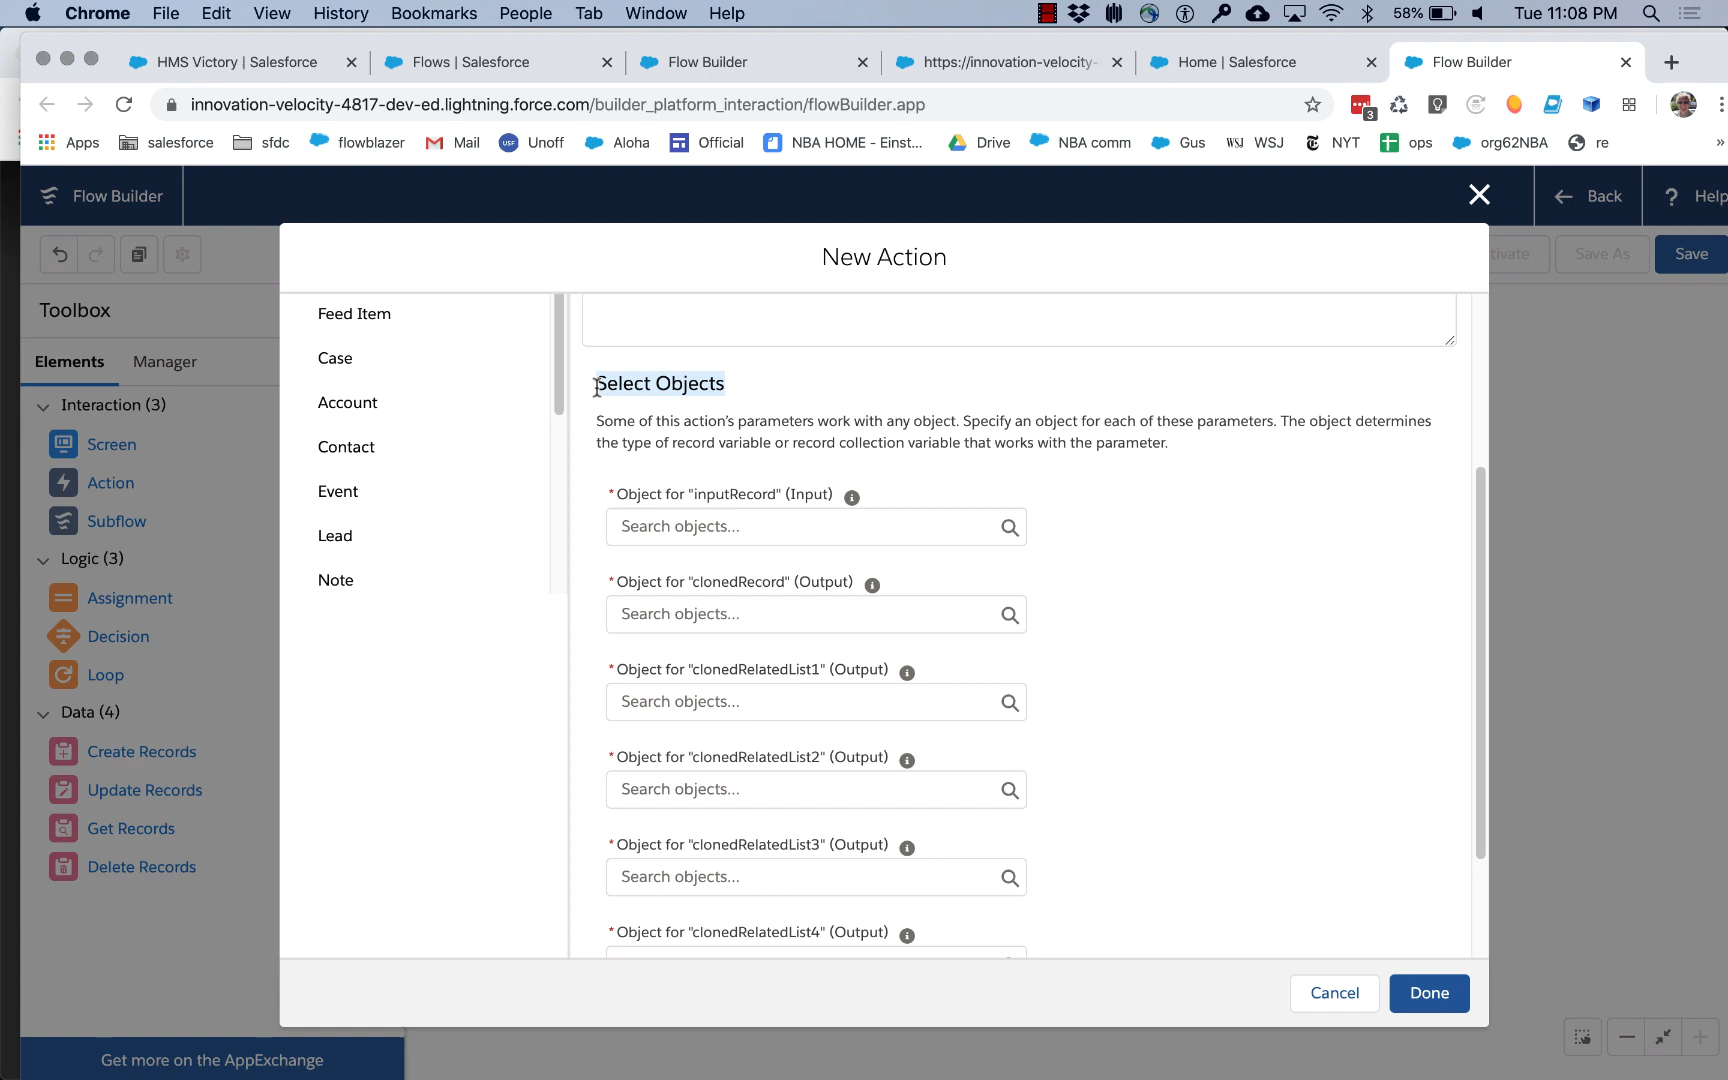 Chrome File Edit View History Bookmarks People Tab Window Help 58% Tue 11:08 PM
HMS Victory | Salesforce Flows | Salesforce Flow Builder https://innovation-velocity- Home | Salesforce Flow Builder
innovation-velocity-4817-dev-ed.lightning.force.com/builder_platform_interaction/flowBuilder.app 3
Apps salesforce sfdc flowblazer Mail USF Unoff Aloha Official NBA HOME - Einst... Drive NBA comm Gus WSJ WSJ NYT ops org62NBA re »
Flow Builder Back ? Help
New Action
tivate Save As Save
Toolbox
Elements Manager
Interaction (3)
Screen
Action
Subflow
Logic (3)
Assignment
Decision
Loop
Data (4)
Create Records
Update Records
Get Records
Delete Records
Get more on the AppExchange
Feed Item
Case
Account
Contact
Event
Lead
Note
Select Objects
Some of this action's parameters work with any object. Specify an object for each of these parameters. The object determines
the type of record variable or record collection variable that works with the parameter.
*Object for "inputRecord" (Input)
Search objects...
*Object for "clonedRecord" (Output)
Search objects...
*Object for "clonedRelatedList1" (Output)
Search objects...
*Object for "clonedRelatedList2" (Output)
Search objects...
*Object for "clonedRelatedList3" (Output)
Search objects...
*Object for "clonedRelatedList4" (Output)
Cancel Done